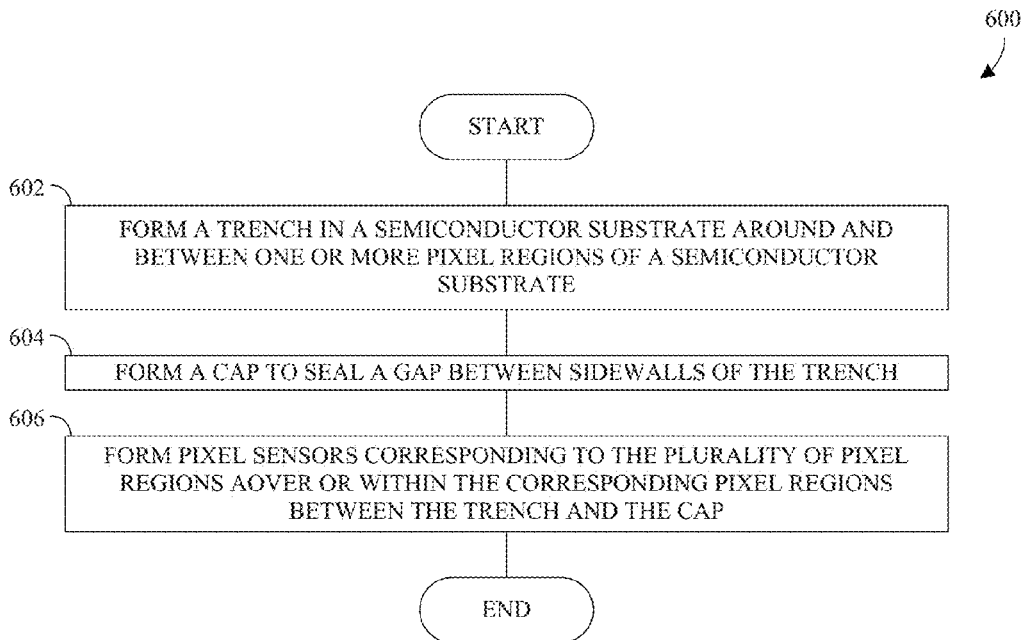 600
START
602
FORM A TRENCH IN A SEMICONDUCTOR SUBSTRATE AROUND AND
BETWEEN ONE OR MORE PIXEL REGIONS OF A SEMICONDUCTOR
SUBSTRATE
604
FORM A CAP TO SEAL A GAP BETWEEN SIDEWALLS OF THE TRENCH
606
FORM PIXEL SENSORS CORRESPONDING TO THE PLURALITY OF PIXEL
REGIONS AOVER OR WITHIN THE CORRESPONDING PIXEL REGIONS
BETWEEN THE TRENCH AND THE CAP
END